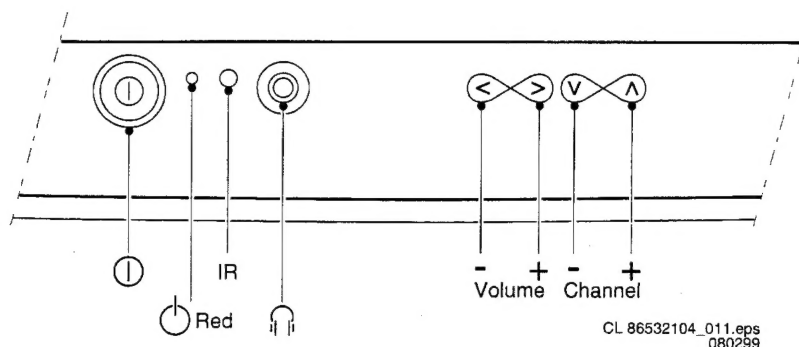 < > v ʌ
IR
- + - +
Volume Channel
Red
CL 86532104_011.eps
080299